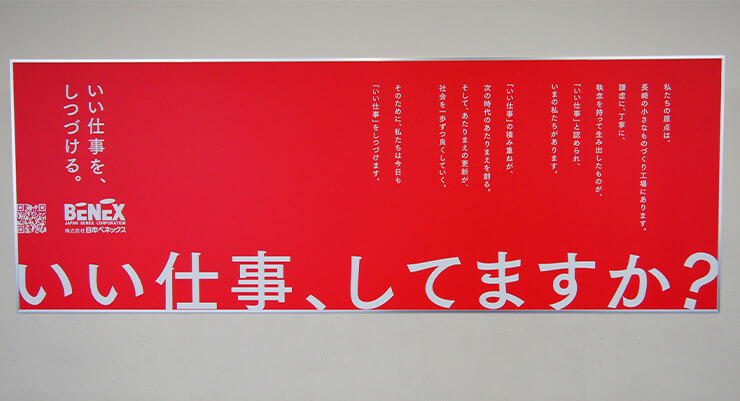 私たちの原点は、
長崎の小さなものづくり工場にあります。
謙虚に、丁寧に、
執念を持って生み出したものが、
「いい仕事」と認められ、
いまの私たちがあります。
「いい仕事」の積み重ねが、
次の時代のあたりまえを創る。
そして、あたりまえの更新が、
社会を一歩ずつ良くしていく。
そのために、私たちは今日も
「いい仕事」をしつづけます。
いい仕事を、
しつづける。
BENEX
JAPAN BENEX CORPORATION
株式会社日本ベネックス
いい仕事、してますか?